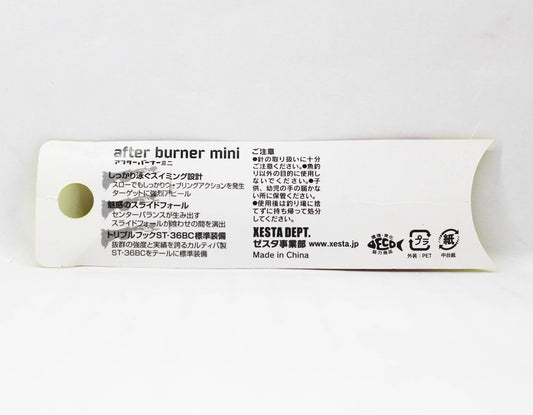 after burner mini
アフターバーナーミニ
しっかり泳ぐスイミング設計
スローでもしっかりウォブリングアクションを発生
ターゲットに強烈アピール
魅惑のスライドフォール
センターバランスが生み出す
スライドフォールが喰わせの間を演出
トリプルフックST-36BC標準装備
抜群の強度と実績を誇るカルティバ製
ST-36BCをテールに標準装備
ご注意
●針の取り扱いに十分
ご注意ください。●魚釣
り以外の目的に使用し
ないでください。●子
供、幼児の手の届かな
い所に保管してください。
●使用後は釣り場に捨
てずに持ち帰って処分
してください。
XESTA DEPT.
ゼスタ事業部 www.xesta.jp
Made in China
環境・美化
ECO
協力商品
プラ
外装：PET
紙
中台紙